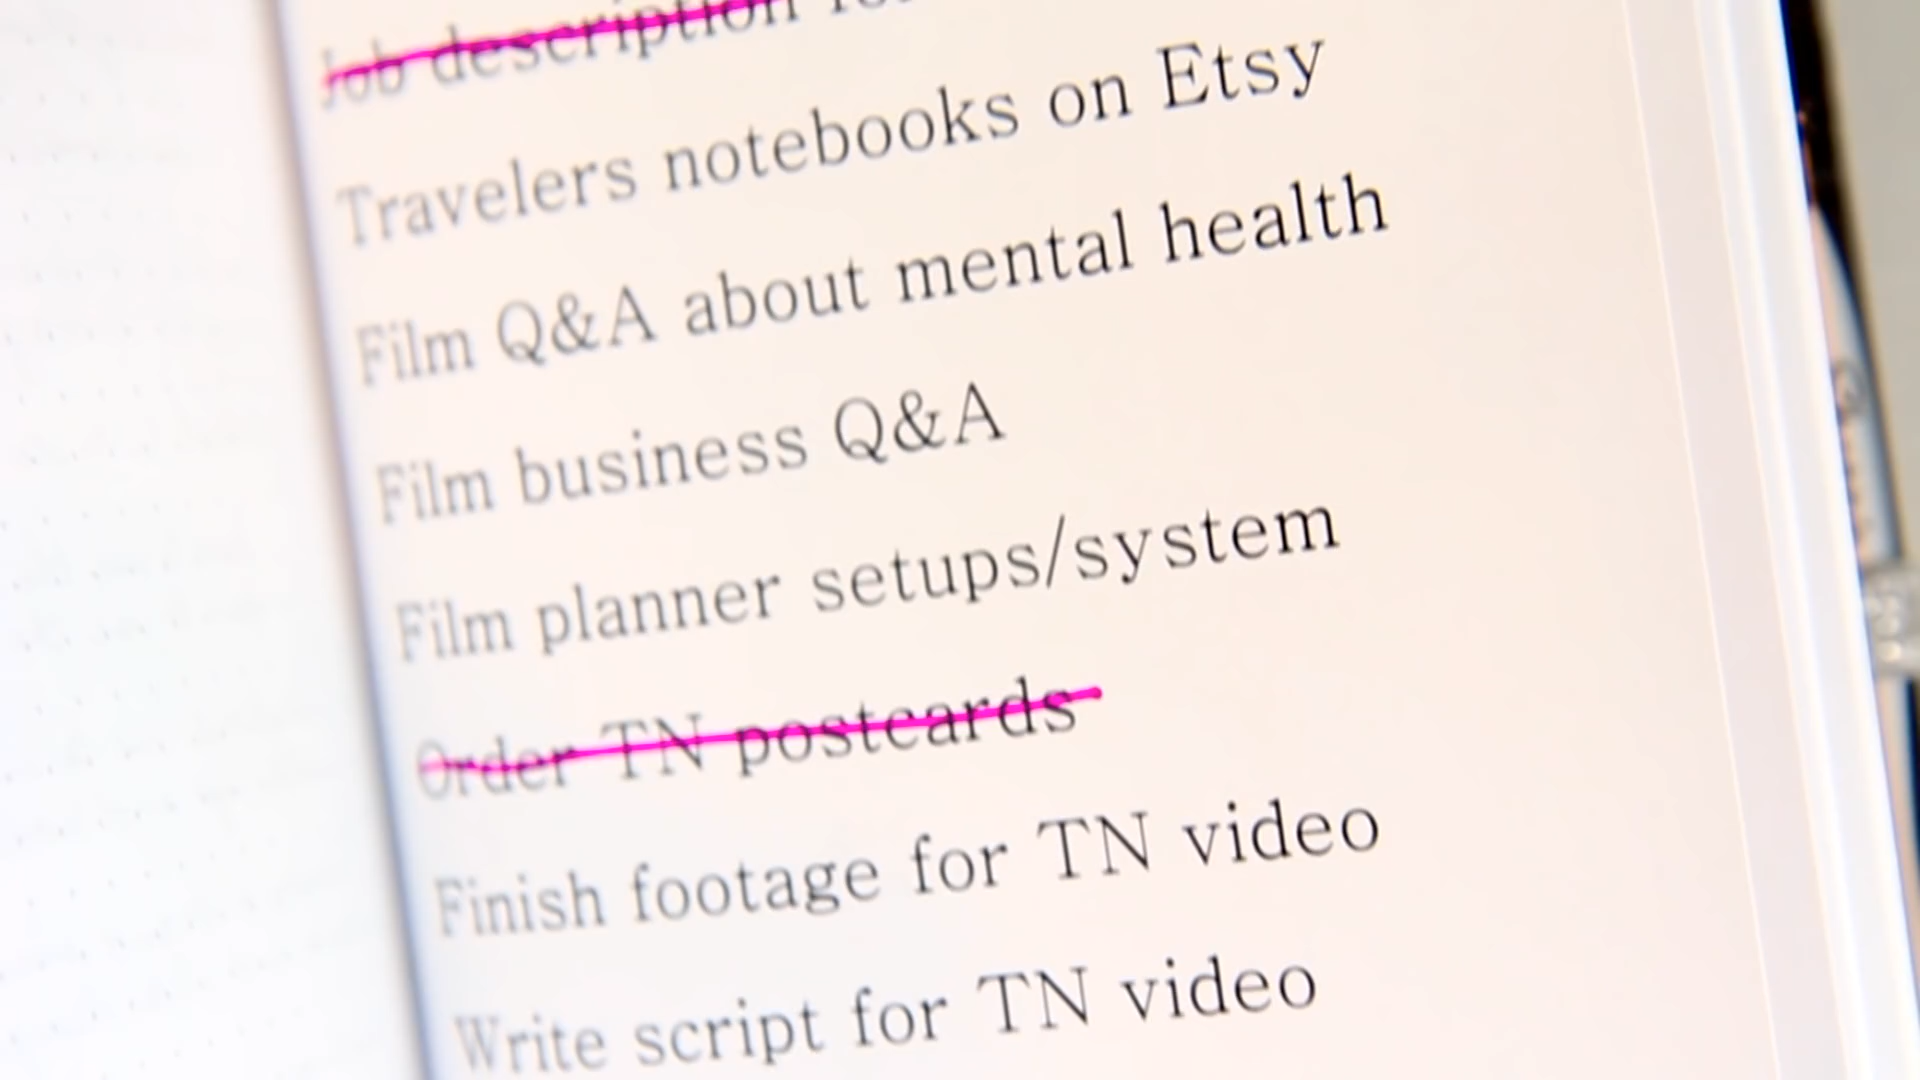 Job description
Travelers notebooks on Etsy
Film Q&A about mental health
Film business Q&A
Film planner setups/system
Order TN postcards
Finish footage for TN video
Write script for TN video